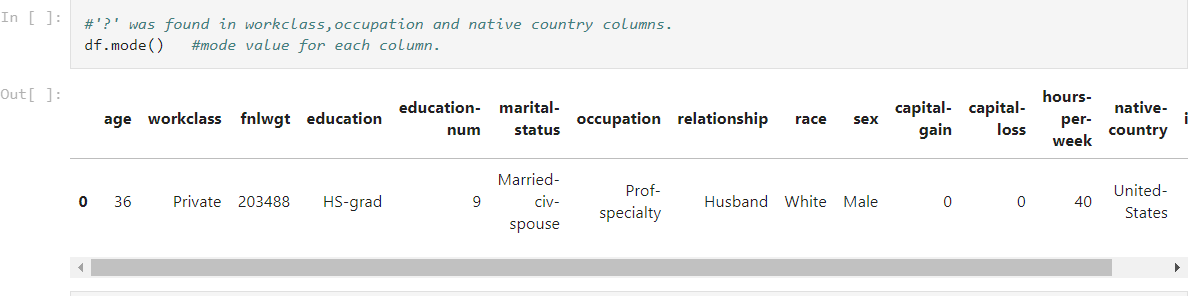 In [ ]:
#'?' was found in workclass,occupation and native country columns.
df.mode()   #mode value for each column.
Out[ ]:
age workclass fnlwgt education education-num marital-status occupation relationship race sex capital-gain capital-loss hours-per-week native-country i
0 36 Private 203488 HS-grad 9 Married-civ-spouse Prof-specialty Husband White Male 0 0 40 United-States